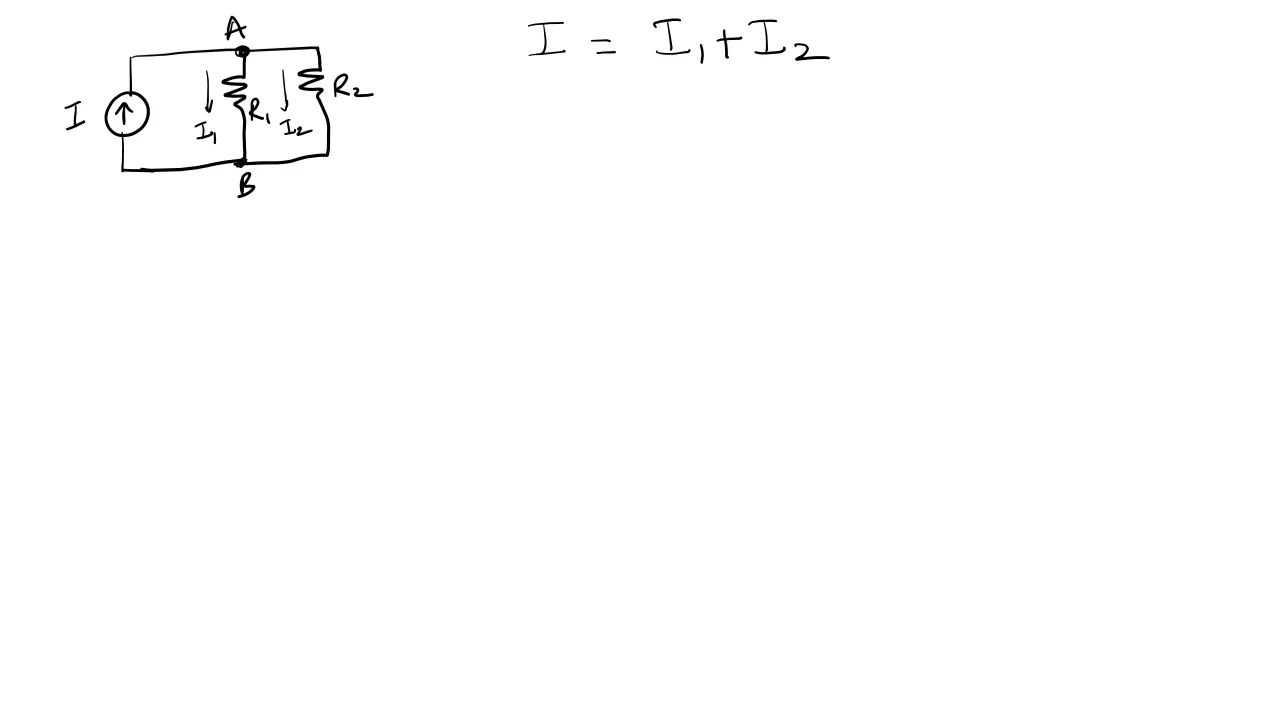 A
I = I₁+I₂
R₂
I
R₁
I₁
I₂
B